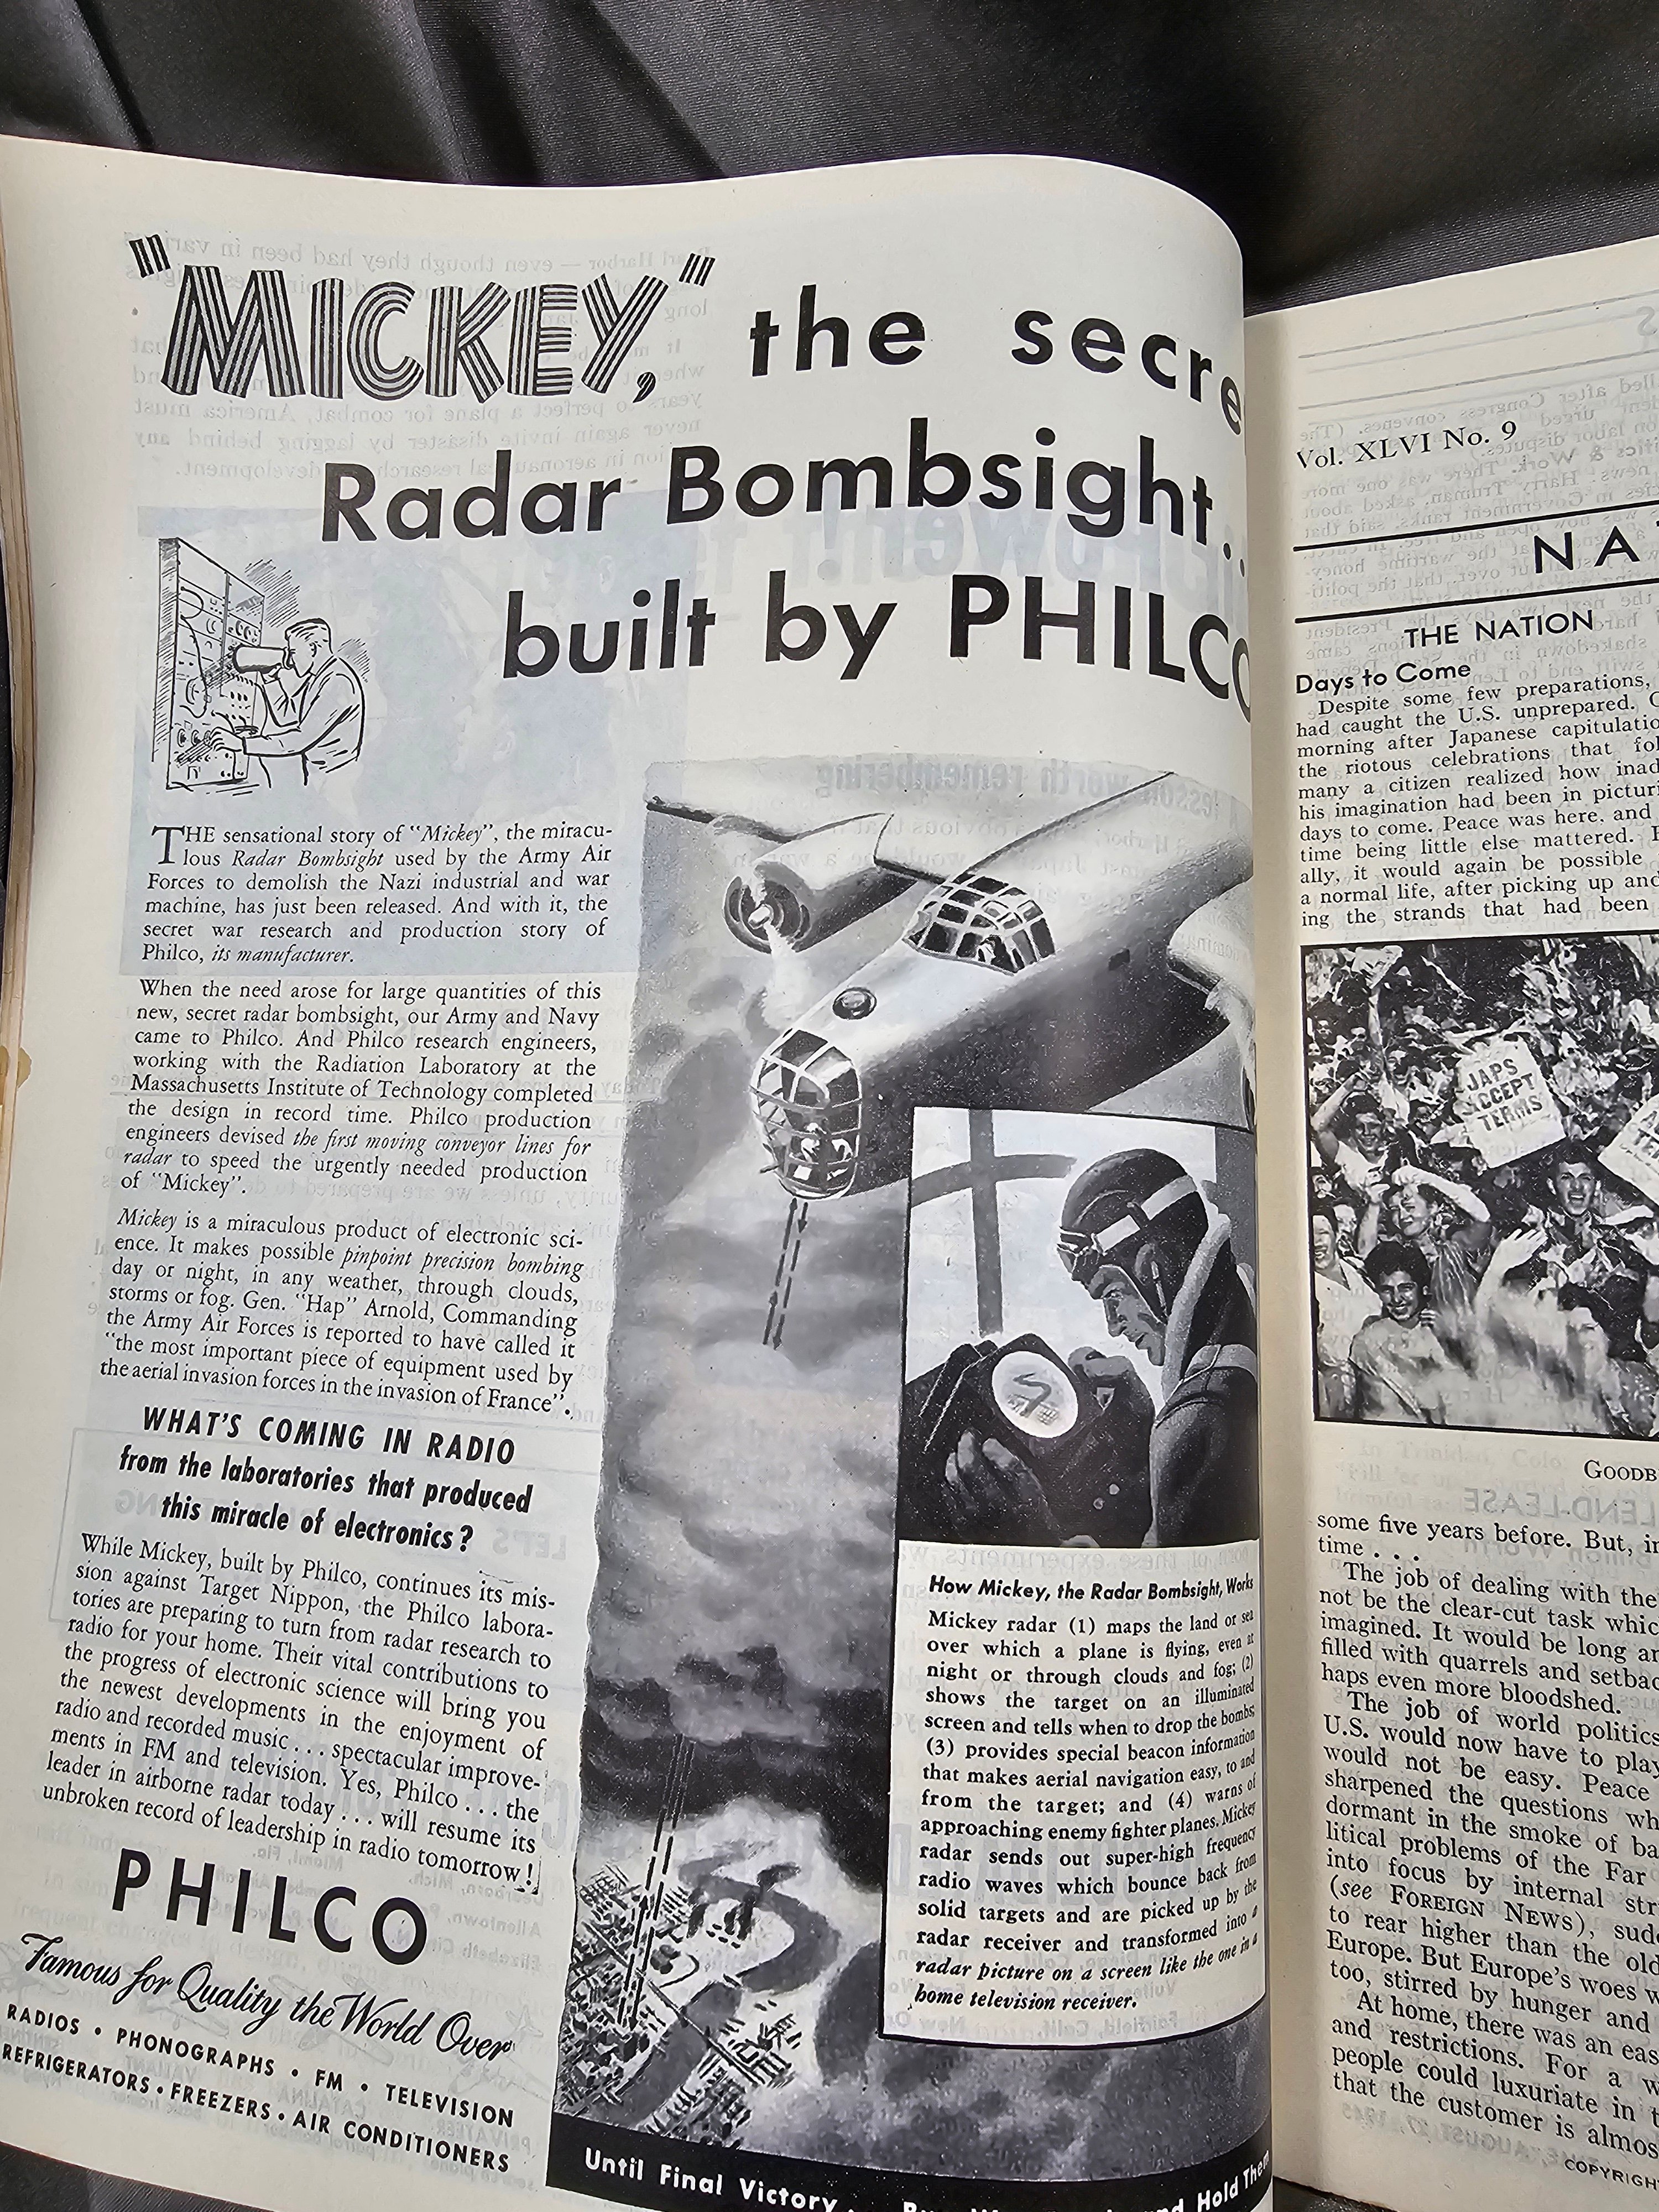 "MICKEY," the secre
Radar Bombsight..
built by PHILCO
THE sensational story of "Mickey", the miracu-
lous Radar Bombsight used by the Army Air
Forces to demolish the Nazi industrial and war
machine, has just been released. And with it, the
secret war research and production story of
Philco, its manufacturer.
When the need arose for large quantities of this
new, secret radar bombsight, our Army and Navy
came to Philco. And Philco research engineers,
working with the Radiation Laboratory at the
Massachusetts Institute of Technology completed
the design in record time. Philco production
engineers devised the first moving conveyor lines for
radar to speed the urgently needed production
of "Mickey".
Mickey is a miraculous product of electronic sci-
ence. It makes possible pinpoint precision bombing
day or night, in any weather, through clouds,
storms or fog. Gen. "Hap" Arnold, Commanding
the Army Air Forces is reported to have called it
"the most important piece of equipment used by
the aerial invasion forces in the invasion of France".
WHAT'S COMING IN RADIO
from the laboratories that produced
this miracle of electronics?
While Mickey, built by Philco, continues its mis-
sion against Target Nippon, the Philco labora-
tories are preparing to turn from radar research to
radio for your home. Their vital contributions to
the progress of electronic science will bring you
the newest developments in the enjoyment of
radio and recorded music . . . spectacular improve-
ments in FM and television. Yes, Philco . . . the
leader in airborne radar today . . . will resume its
unbroken record of leadership in radio tomorrow!
PHILCO
Famous for Quality the World Over
RADIOS • PHONOGRAPHS • FM • TELEVISION
REFRIGERATORS • FREEZERS • AIR CONDITIONERS
How Mickey, the Radar Bombsight, Works
Mickey radar (1) maps the land or sea
over which a plane is flying, even at
night or through clouds and fog; (2)
shows the target on an illuminated
screen and tells when to drop the bombs;
(3) provides special beacon information
that makes aerial navigation easy, to and
from the target; and (4) warns of
approaching enemy fighter planes. Mickey
radar sends out super-high frequency
radio waves which bounce back from
solid targets and are picked up by the
radar receiver and transformed into a
radar picture on a screen like the one in a
home television receiver.
Until Final Victory . . and Hold Them
Vol. XLVI No. 9
NA
THE NATION
Days to Come
Despite some few preparations,
had caught the U.S. unprepared.
morning after Japanese capitulatio
the riotous celebrations that fol
many a citizen realized how inad
his imagination had been in picturi
days to come. Peace was here, and
time being little else mattered.
ally, it would again be possible
a normal life, after picking up and
ing the strands that had been
JAPS
ACCEPT
TERMS
GOODB
some five years before. But, in
time . . .
The job of dealing with the
not be the clear-cut task whic
imagined. It would be long an
filled with quarrels and setbac
haps even more bloodshed.
The job of world politics
U.S. would now have to play
would not be easy. Peace
sharpened the questions wh
dormant in the smoke of ba
litical problems of the Far
into focus by internal str
(see FOREIGN NEWS), sud
to rear higher than the old
Europe. But Europe's woes w
too, stirred by hunger and
At home, there was an eas
and restrictions. For a w
people could luxuriate in t
that the customer is almos
COPYRIGH